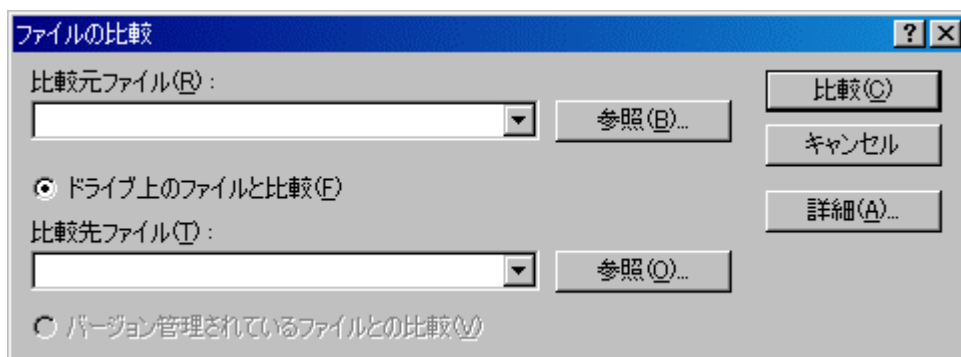 ファイルの比較
比較元ファイル(R) :
参照(B)...
比較(C)
キャンセル
ドライブ上のファイルと比較(F)
詳細(A)...
比較先ファイル(T) :
参照(O)...
バージョン管理されているファイルとの比較(V)